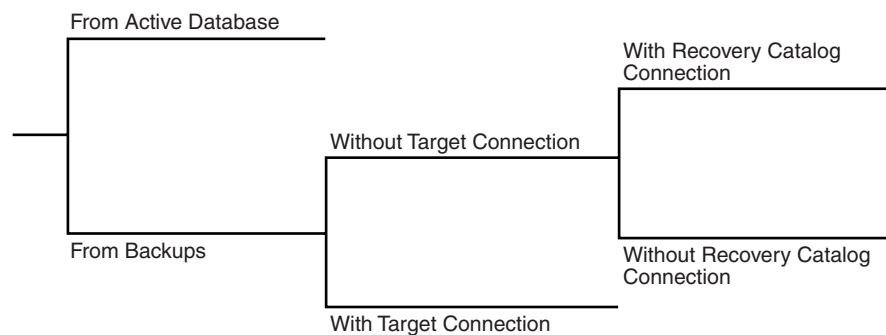 From Active Database
With Recovery Catalog
Connection
Without Target Connection
From Backups
Without Recovery Catalog
Connection
With Target Connection